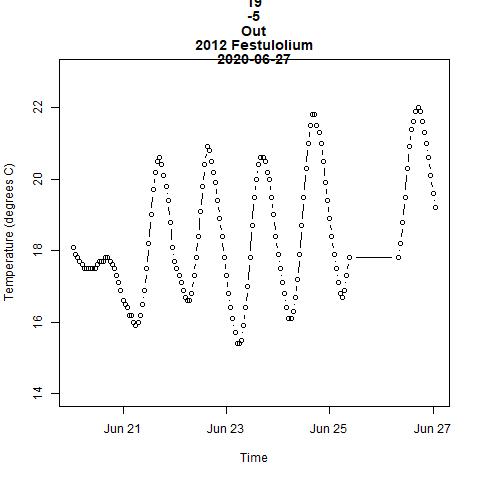 19
-5
Out
2012 Festulolium
2020-06-27
Temperature (degrees C)
22
20
18
16
14
Jun 21
Jun 23
Jun 25
Jun 27
Time